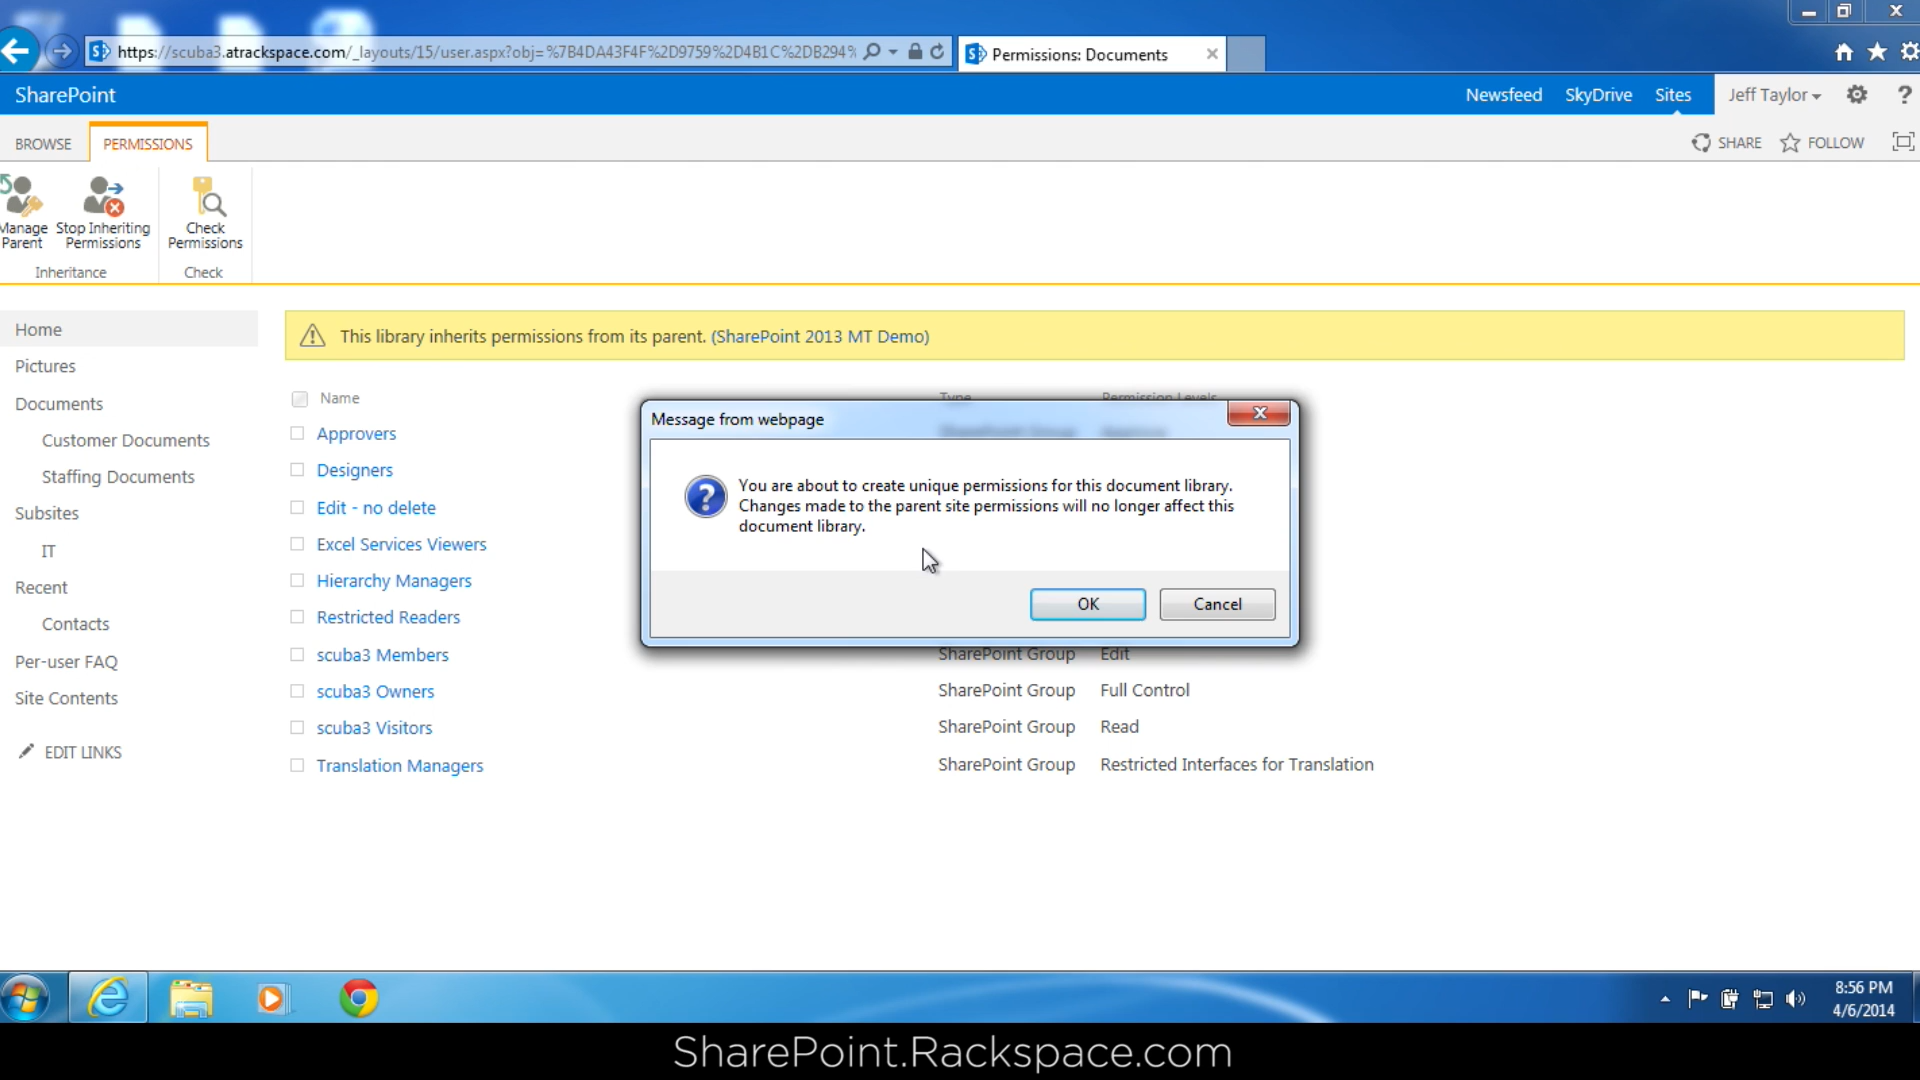 https://scuba3.atrackspace.com/_layouts/15/user.aspx?obj=%7B4DA43F4F%2D9759%2D4B1C%2DB294%
Permissions: Documents
SharePoint
Newsfeed
SkyDrive
Sites
Jeff Taylor
?
BROWSE
PERMISSIONS
SHARE
FOLLOW
Manage
Parent
Stop Inheriting
Permissions
Check
Permissions
Inheritance
Check
Home
Pictures
Documents
Customer Documents
Staffing Documents
Subsites
IT
Recent
Contacts
Per-user FAQ
Site Contents
EDIT LINKS
This library inherits permissions from its parent. (SharePoint 2013 MT Demo)
Name
Type
Permission Levels
Approvers
Designers
Edit - no delete
Excel Services Viewers
Hierarchy Managers
Restricted Readers
scuba3 Members
SharePoint Group
Edit
scuba3 Owners
SharePoint Group
Full Control
scuba3 Visitors
SharePoint Group
Read
Translation Managers
SharePoint Group
Restricted Interfaces for Translation
Message from webpage
You are about to create unique permissions for this document library.
Changes made to the parent site permissions will no longer affect this
document library.
OK
Cancel
8:56 PM
4/6/2014
SharePoint.Rackspace.com